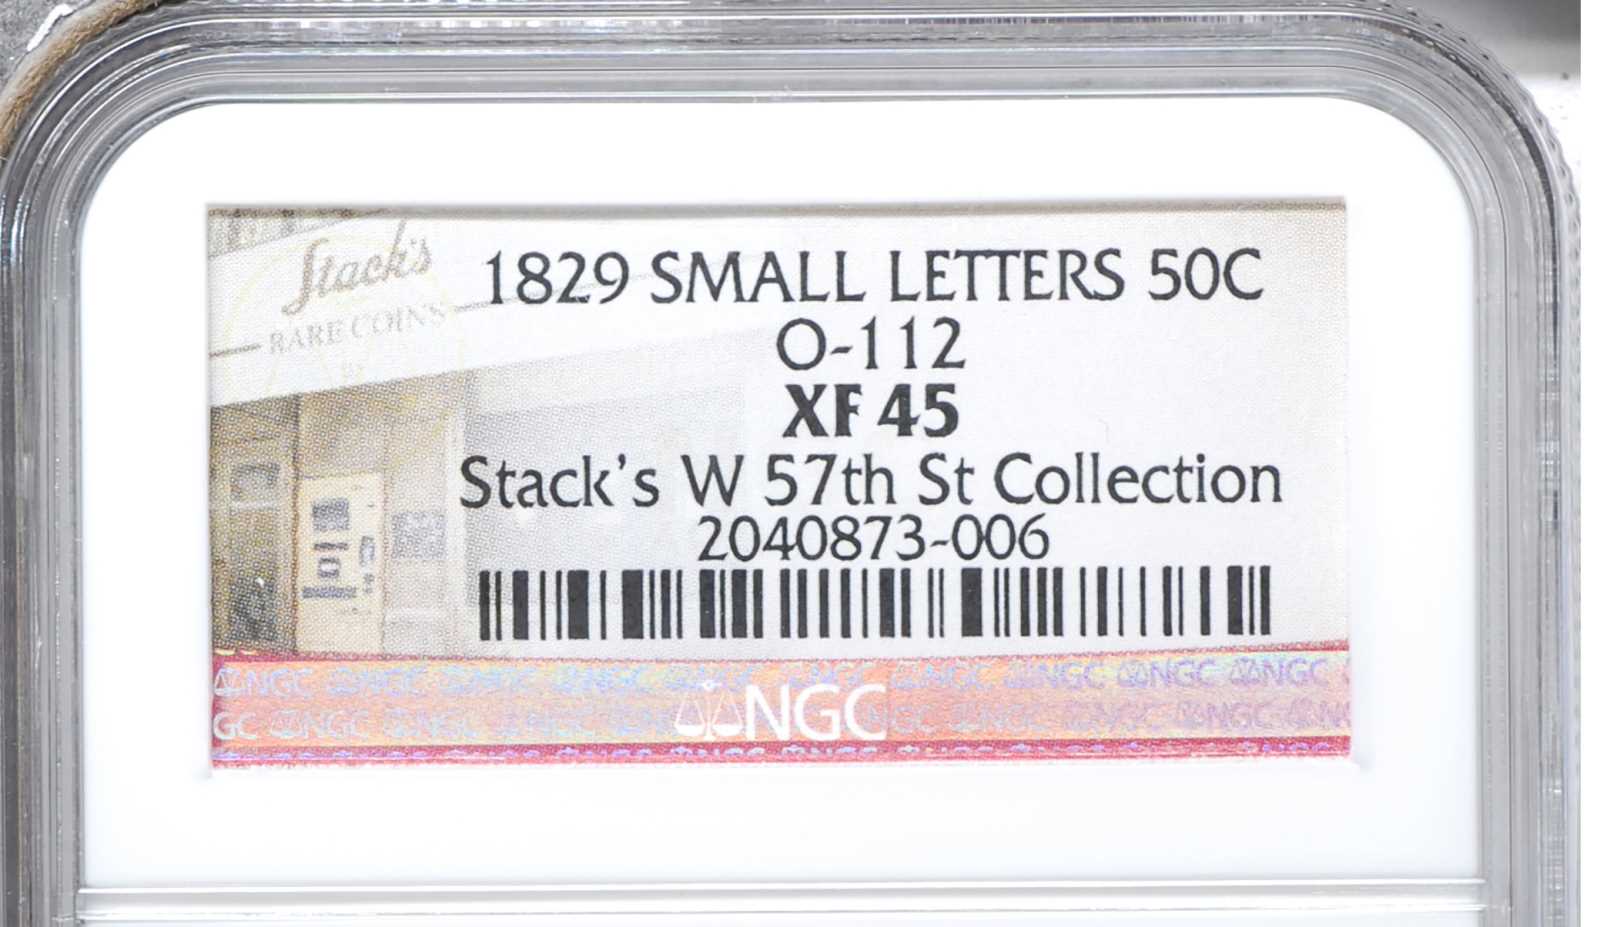 Stack's
RARE COINS
1829 SMALL LETTERS 50C
O-112
XF 45
Stack's W 57th St Collection
2040873-006
NGC